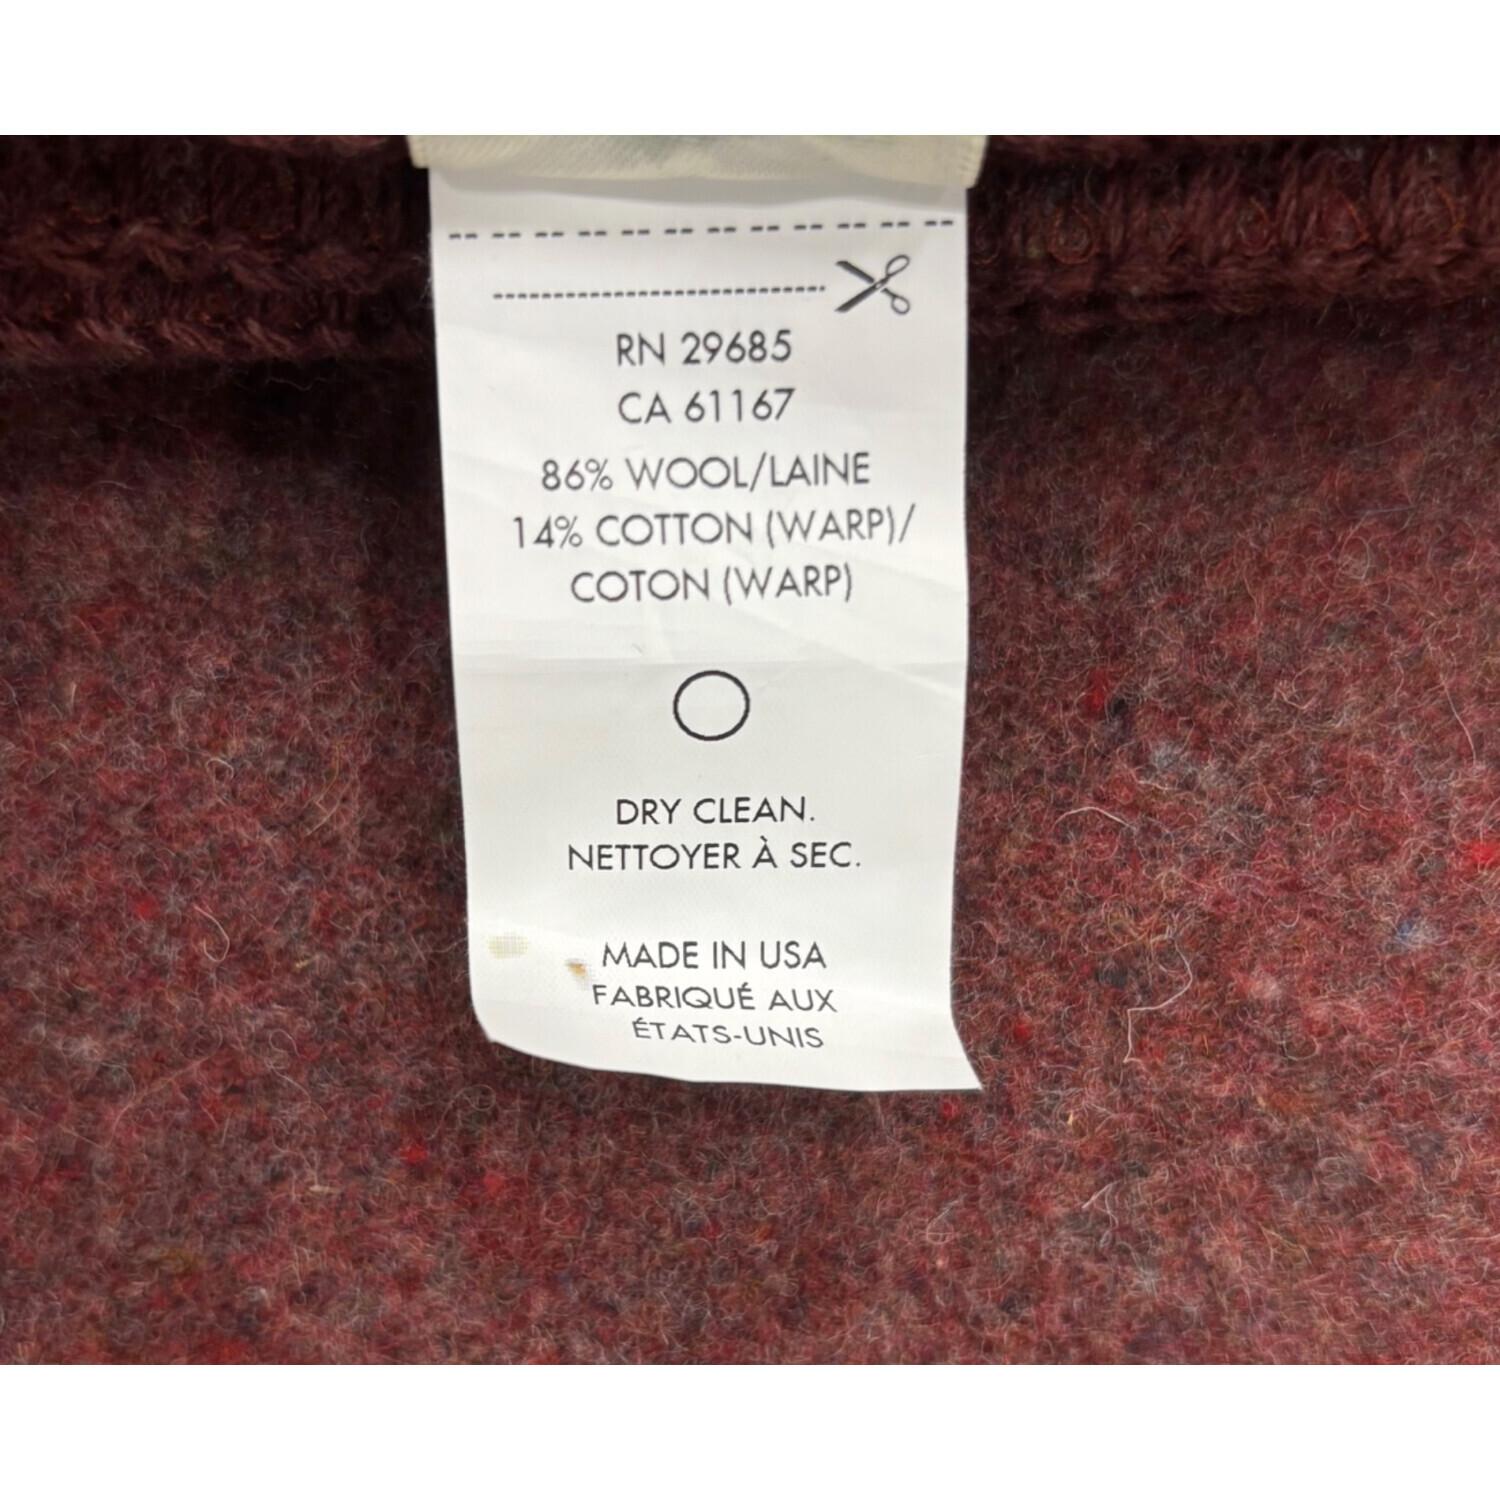 RN 29685
CA 61167
86% WOOL/LAINE
14% COTTON (WARP)/
COTON (WARP)
DRY CLEAN.
NETTOYER À SEC.
MADE IN USA
FABRIQUÉ AUX
ÉTATS-UNIS